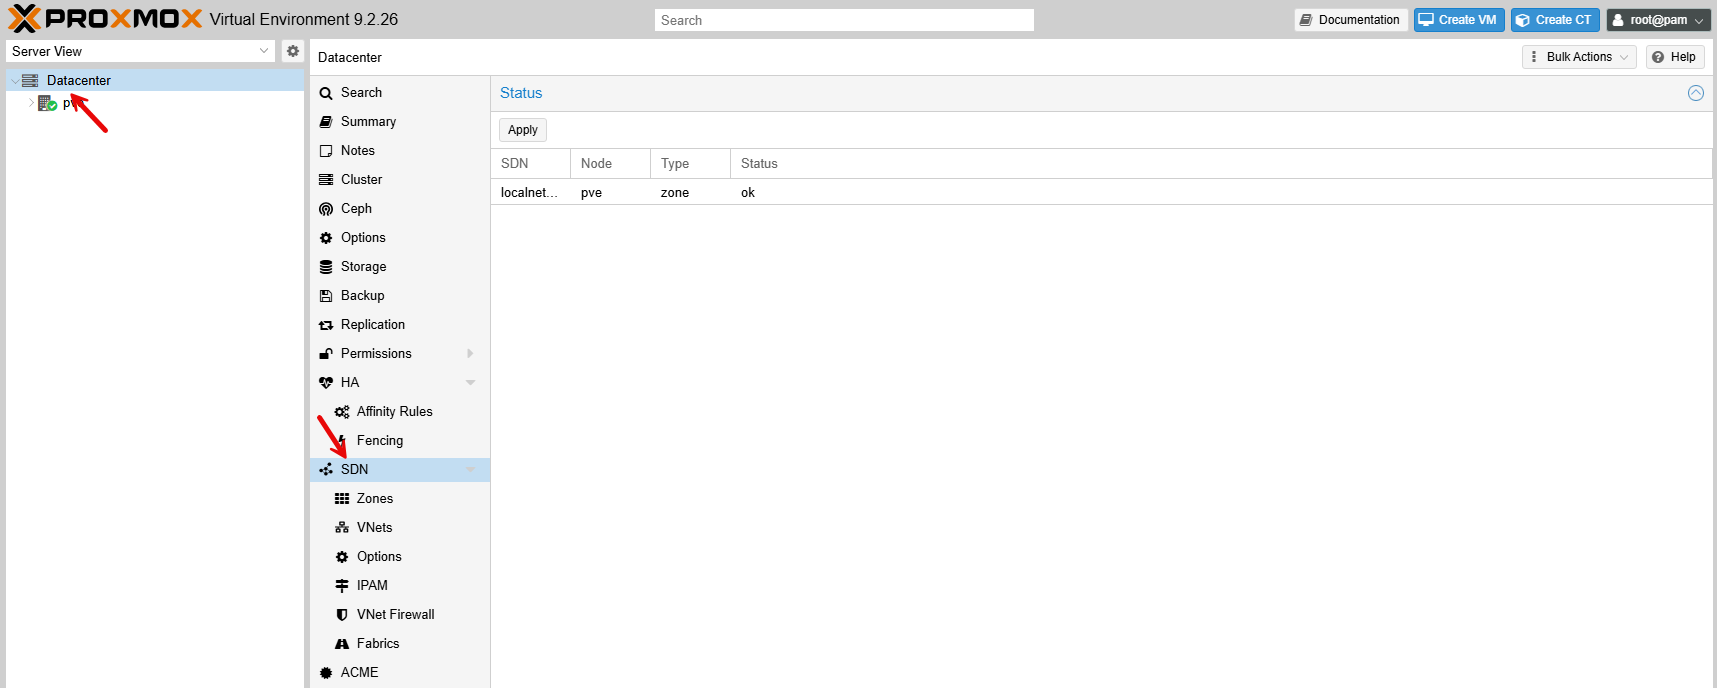 PROXMOX Virtual Environment 9.2.26
Search
Documentation
Create VM
Create CT
root@pam
Server View
Datacenter
Datacenter
Bulk Actions
Help
Search
Summary
Notes
Cluster
Ceph
Options
Storage
Backup
Replication
Permissions
HA
Affinity Rules
Fencing
SDN
Zones
VNets
Options
IPAM
VNet Firewall
Fabrics
ACME
Status
Apply
SDN Node Type Status
localnet... pve zone ok